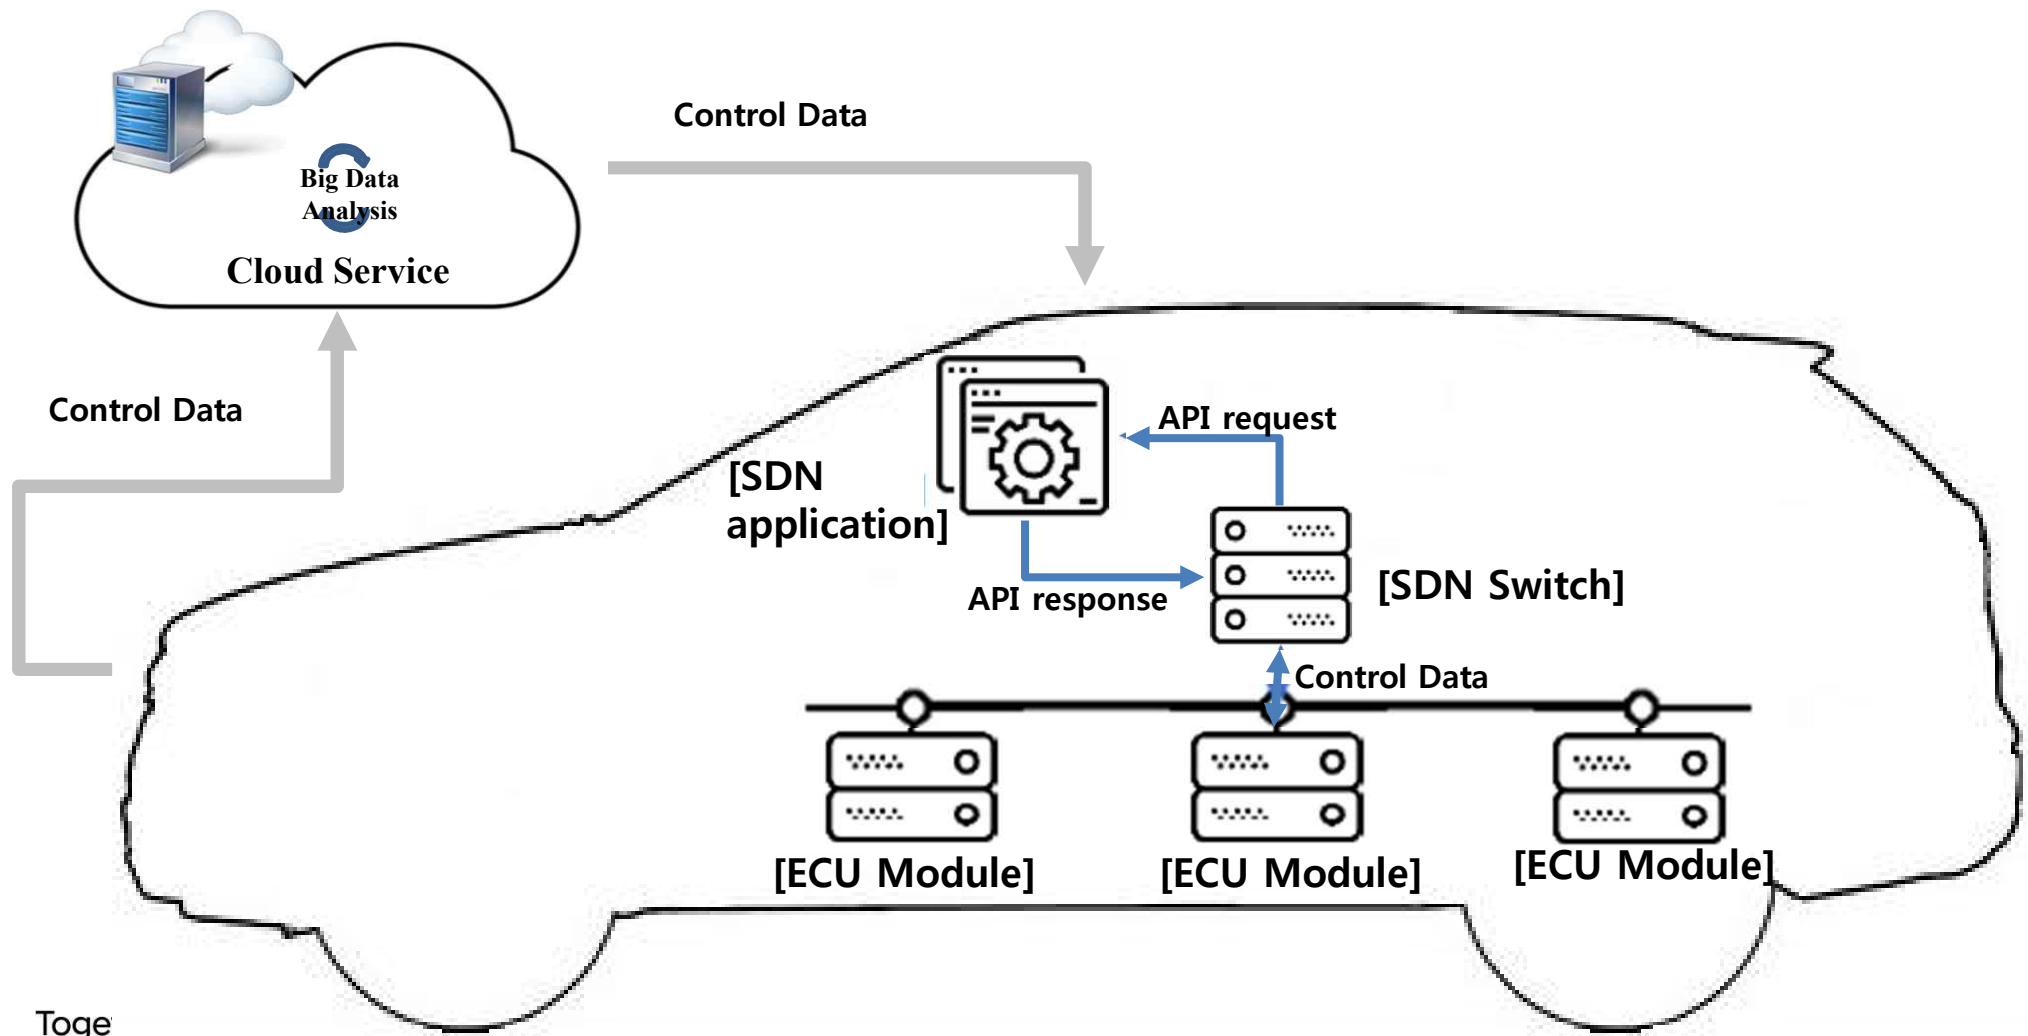 Control Data
Big Data
Analysis
Cloud Service
Control Data
API request
[SDN
application]
API response
[SDN Switch]
Control Data
[ECU Module]
[ECU Module]
[ECU Module]